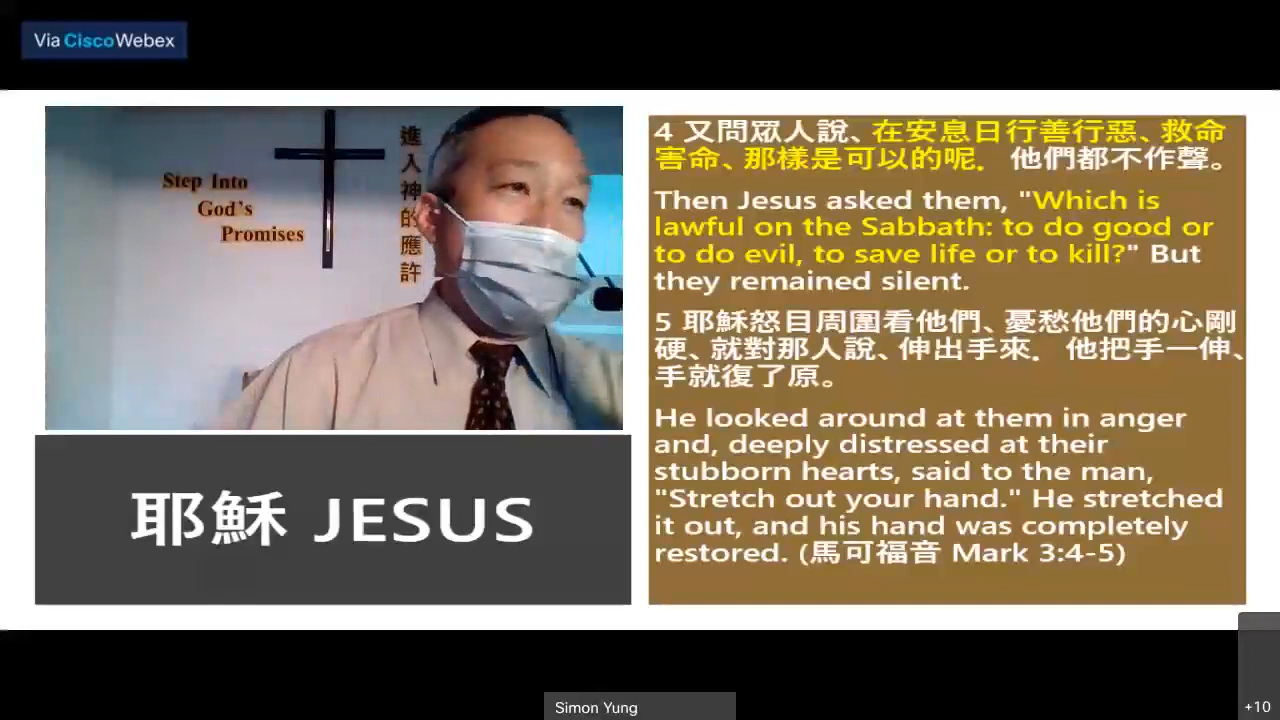 Via Cisco Webex
Step Into
God's
Promises
進入神的應許
耶穌 JESUS
4 又問眾人說、在安息日行善行惡、救命
害命、那樣是可以的呢． 他們都不作聲。
Then Jesus asked them, "Which is
lawful on the Sabbath: to do good or
to do evil, to save life or to kill?" But
they remained silent.
5 耶穌怒目周圍看他們、憂愁他們的心剛
硬、就對那人說、伸出手來． 他把手一伸、
手就復了原。
He looked around at them in anger
and, deeply distressed at their
stubborn hearts, said to the man,
"Stretch out your hand." He stretched
it out, and his hand was completely
restored. (馬可福音 Mark 3:4-5)
Simon Yung
+10